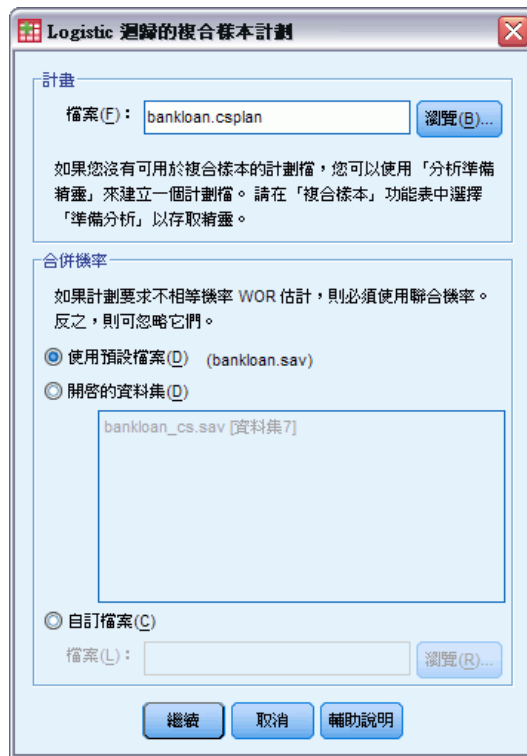 Logistic 迴歸的複合樣本計劃
計畫
檔案(F)： bankloan.csplan 瀏覽(B)...
如果您沒有可用於複合樣本的計劃檔，您可以使用「分析準備
精靈」來建立一個計劃檔。 請在「複合樣本」功能表中選擇
「準備分析」以存取精靈。
合併機率
如果計劃要求不相等機率 WOR 估計，則必須使用聯合機率。
反之，則可忽略它們。
使用預設檔案(D) (bankloan.sav)
開啓的資料集(D)
bankloan_cs.sav [資料集7]
自訂檔案(C)
檔案(L)： 瀏覽(R)...
繼續 取消 輔助說明